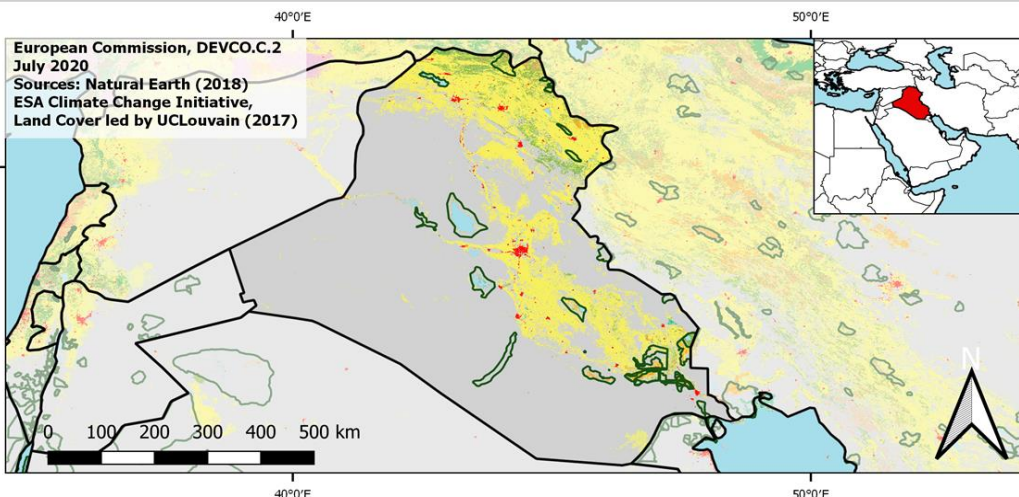 40°0'E 50°0'E
European Commission, DEVCO.C.2
July 2020
Sources: Natural Earth (2018)
ESA Climate Change Initiative,
Land Cover led by UCLouvain (2017)
N
0 100 200 300 400 500 km
40°0'E 50°0'E